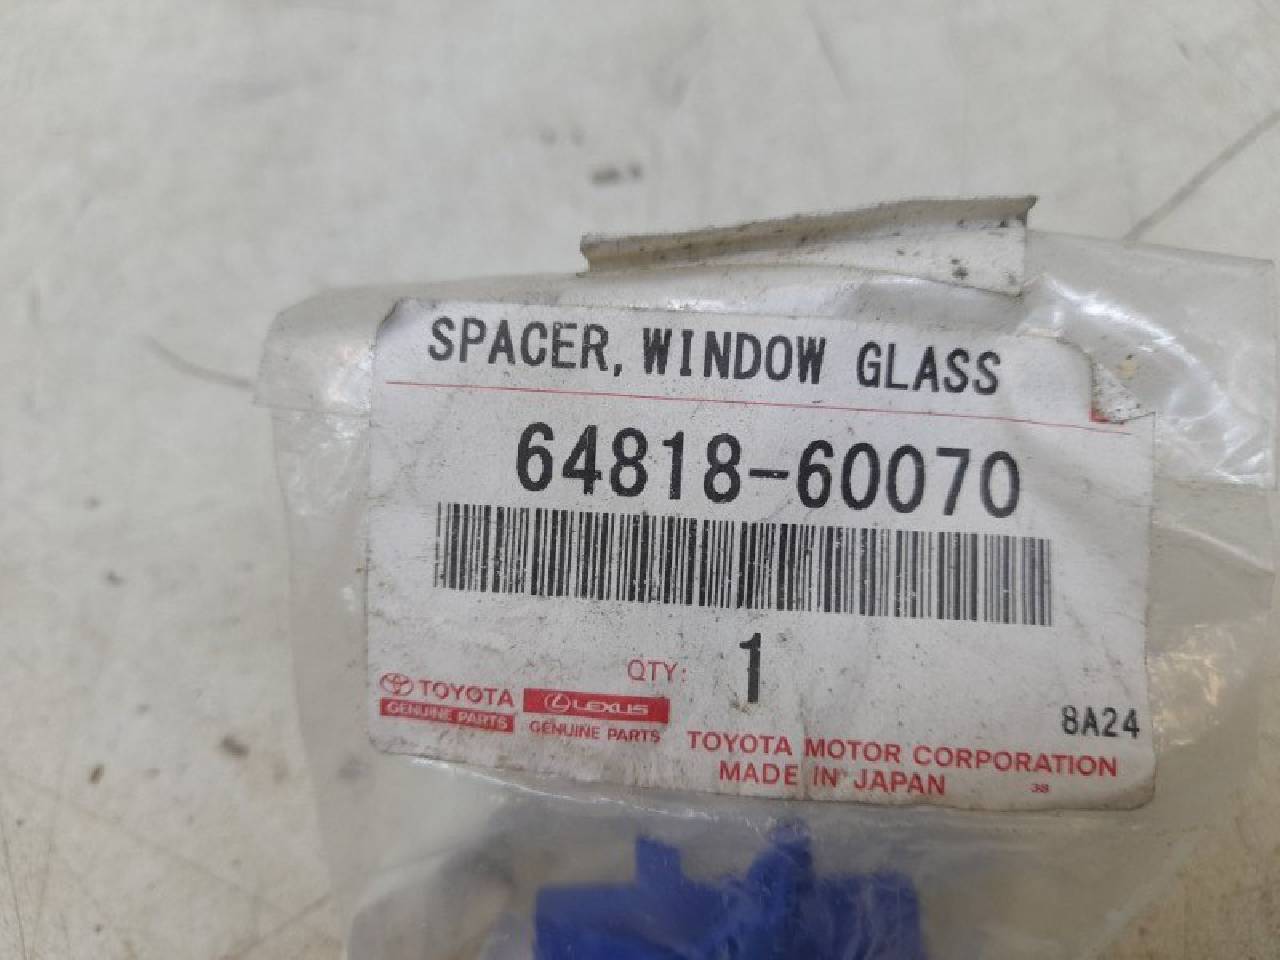 SPACER, WINDOW GLASS
64818-60070
QTY: 1
TOYOTA
GENUINE PARTS
LEXUS
GENUINE PARTS
8A24
TOYOTA MOTOR CORPORATION
MADE IN JAPAN
38